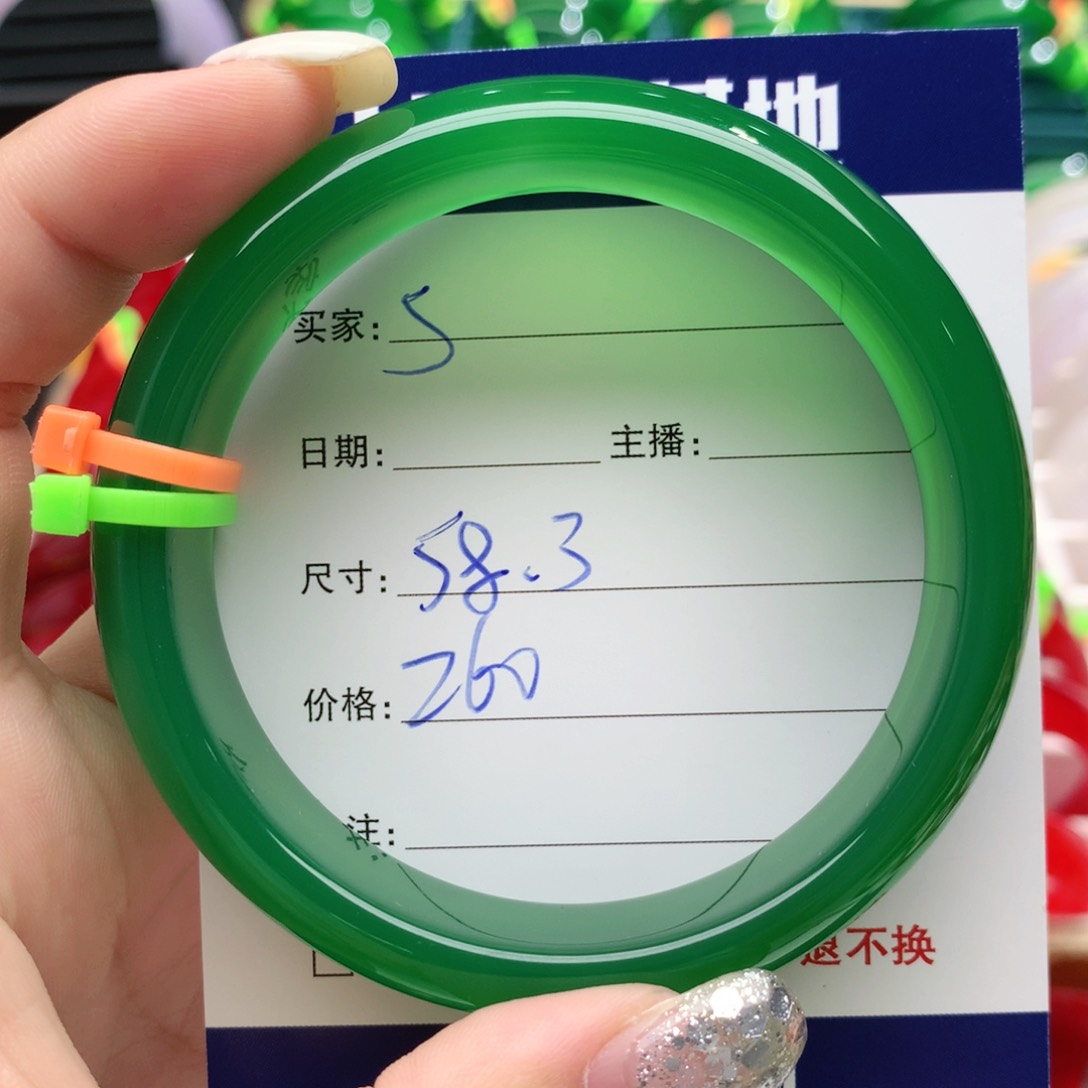 地
买家: 5
日期: 主播:
尺寸: 58.3
价格: 260
注:
退不换